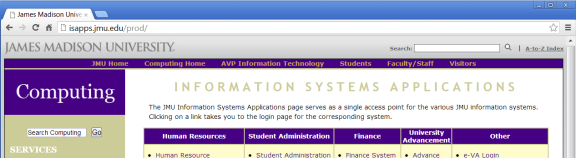 James Madison Unive
isapps.jmu.edu/prod/
JAMES MADISON UNIVERSITY.
Search:
A-to-Z Index
JMU Home Computing Home AVP Information Technology Students Faculty/Staff Visitors
Computing
INFORMATION SYSTEMS APPLICATIONS
The JMU Information Systems Applications page serves as a single access point for the various JMU information systems.
Clicking on a link takes you to the login page for the corresponding system.
Search Computing Go
Human Resources Student Administration Finance University Advancement Other
SERVICES
• Human Resource • Student Administration • Finance System • Advance • e-VA Login